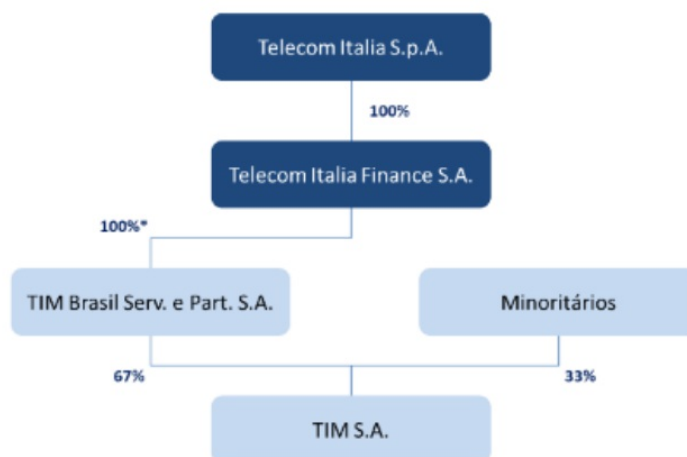 Telecom Italia S.p.A.
100%
Telecom Italia Finance S.A.
100%*
TIM Brasil Serv. e Part. S.A.
Minoritários
67%
33%
TIM S.A.